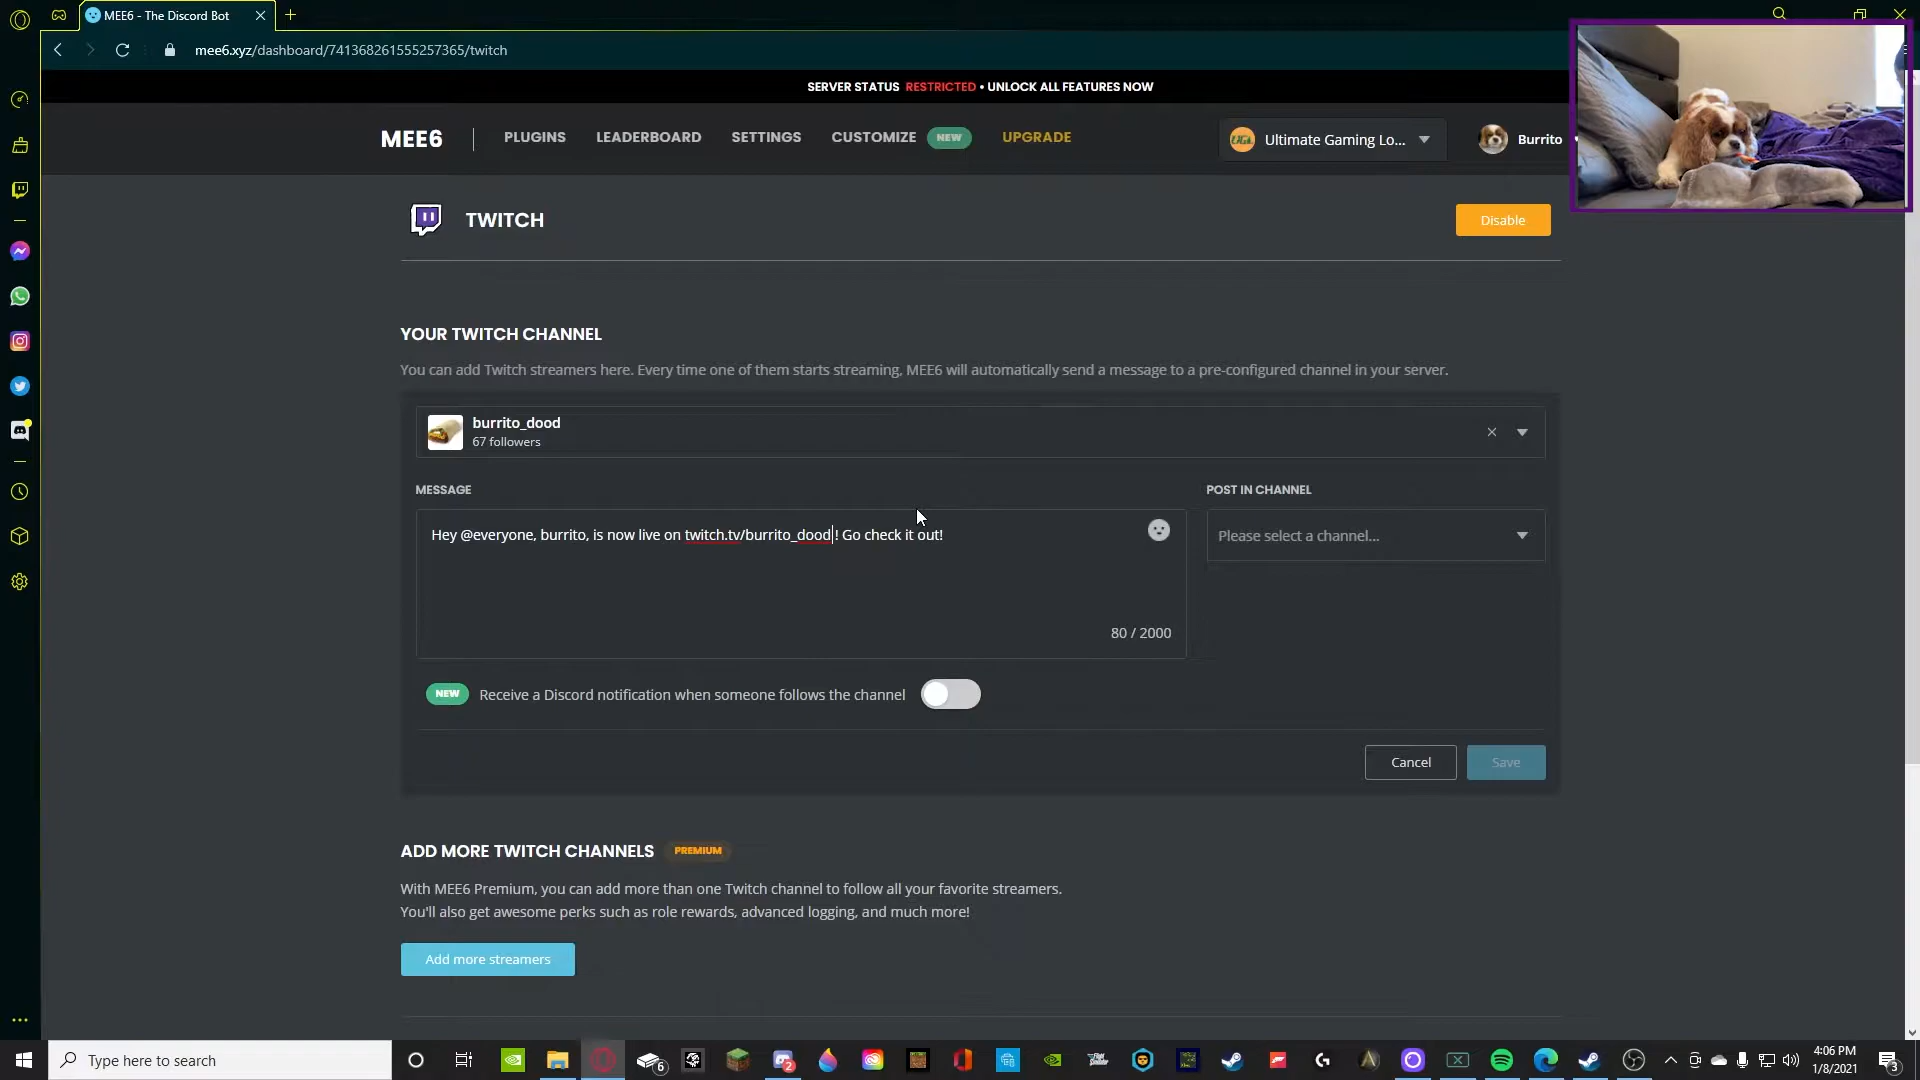 MEE6 - The Discord Bot
mee6.xyz/dashboard/741368261555257365/twitch
SERVER STATUS RESTRICTED • UNLOCK ALL FEATURES NOW
MEE6 PLUGINS LEADERBOARD SETTINGS CUSTOMIZE NEW UPGRADE UGL Ultimate Gaming Lo... Burrito
TWITCH Disable
YOUR TWITCH CHANNEL
You can add Twitch streamers here. Every time one of them starts streaming, MEE6 will automatically send a message to a pre-configured channel in your server.
burrito_dood
67 followers
MESSAGE POST IN CHANNEL
Hey @everyone, burrito, is now live on twitch.tv/burrito_dood! Go check it out! Please select a channel...
80 / 2000
NEW Receive a Discord notification when someone follows the channel
Cancel Save
ADD MORE TWITCH CHANNELS PREMIUM
With MEE6 Premium, you can add more than one Twitch channel to follow all your favorite streamers.
You'll also get awesome perks such as role rewards, advanced logging, and much more!
Add more streamers
Type here to search 6 2 4:06 PM
1/8/2021 3